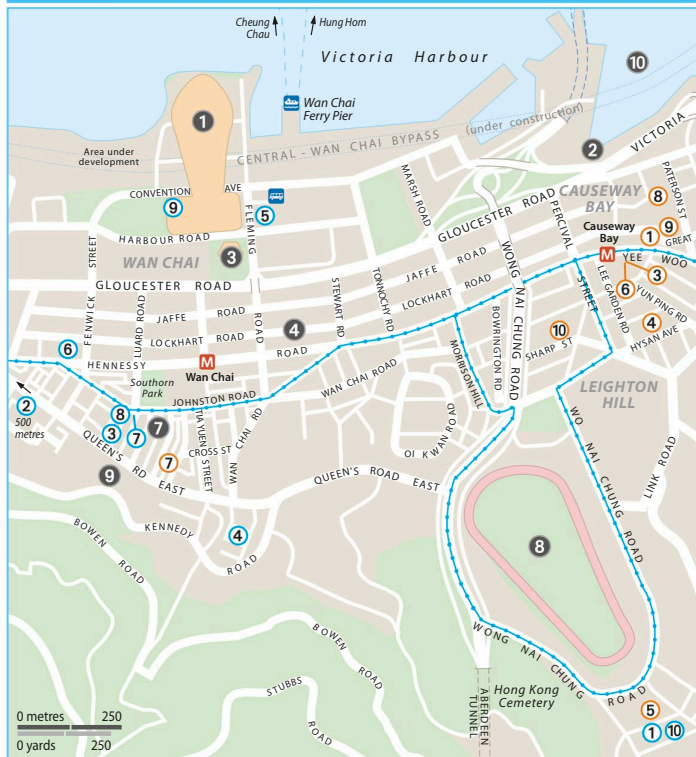 Cheung
Chau
Hung Hom
Victoria Harbour
10
1
Wan Chai
Ferry Pier
(under construction)
Area under
development
CENTRAL - WAN CHAI BYPASS
2
VICTORIA
CONVENTION AVE
MARSH ROAD
GLOUCESTER ROAD
CAUSEWAY
BAY
PATERSON ST
8
9
5
FLEMING ROAD
HARBOUR ROAD
PERCIVAL STREET
Causeway
Bay
M
1
9
GREAT
WAN CHAI
3
YEE WOO
FENWICK STREET
GLOUCESTER ROAD
JAFFE ROAD
WONG NAI CHUNG ROAD
LEE GARDEN RD
6
3
YUN PING RD
LUARD ROAD
JAFFE ROAD
STEWART RD
TONNOCHY RD
LOCKHART ROAD
LOCKHART ROAD
4
BOWRINGTON RD
10
SHARP ST
4
HYSAN AVE
6
HENNESSY ROAD
M
Wan Chai
WAN CHAI ROAD
MORRISON HILL ROAD
Southorn
Park
JOHNSTON ROAD
LEIGHTON
HILL
2
500
metres
8
3
7
7
TIA YUEN STREET
CROSS ST
WAN CHAI RD
OI KWAN ROAD
WO NAI CHUNG ROAD
LINK ROAD
7
QUEEN'S RD EAST
QUEEN'S ROAD EAST
9
KENNEDY ROAD
4
8
BOWEN ROAD
BOWEN ROAD
WONG NAI CHUNG ROAD
STUBBS ROAD
Hong Kong
Cemetery
ABERDEEN
TUNNEL
5
1
10
0 metres 250
0 yards 250